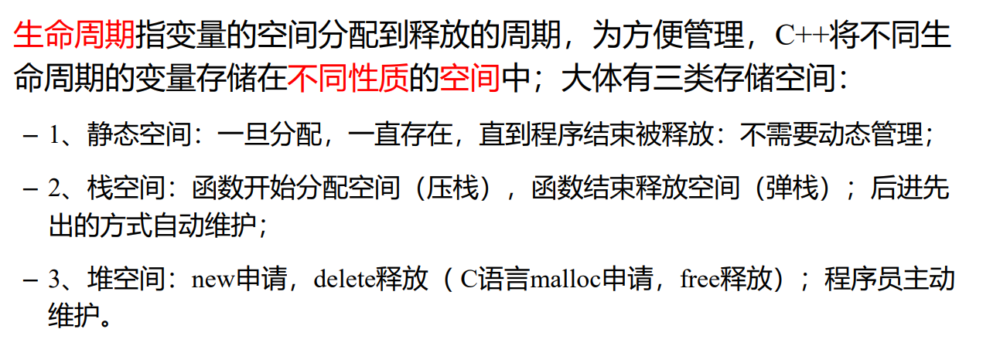 生命周期指变量的空间分配到释放的周期，为方便管理，C++将不同生
命周期的变量存储在不同性质的空间中；大体有三类存储空间：
– 1、静态空间：一旦分配，一直存在，直到程序结束被释放：不需要动态管理；
– 2、栈空间：函数开始分配空间（压栈），函数结束释放空间（弹栈）；后进先
出的方式自动维护；
– 3、堆空间：new申请，delete释放（ C语言malloc申请，free释放）；程序员主动
维护。